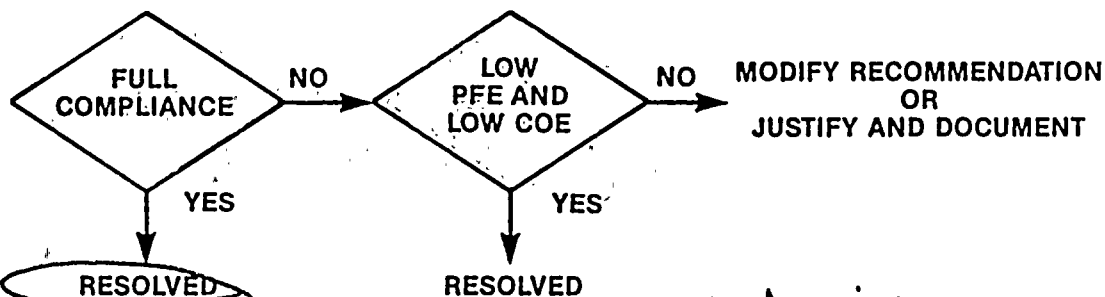 FULL
COMPLIANCE
NO
LOW
PFE AND
LOW COE
NO
MODIFY RECOMMENDATION
OR
JUSTIFY AND DOCUMENT
YES
YES
RESOLVED
RESOLVED